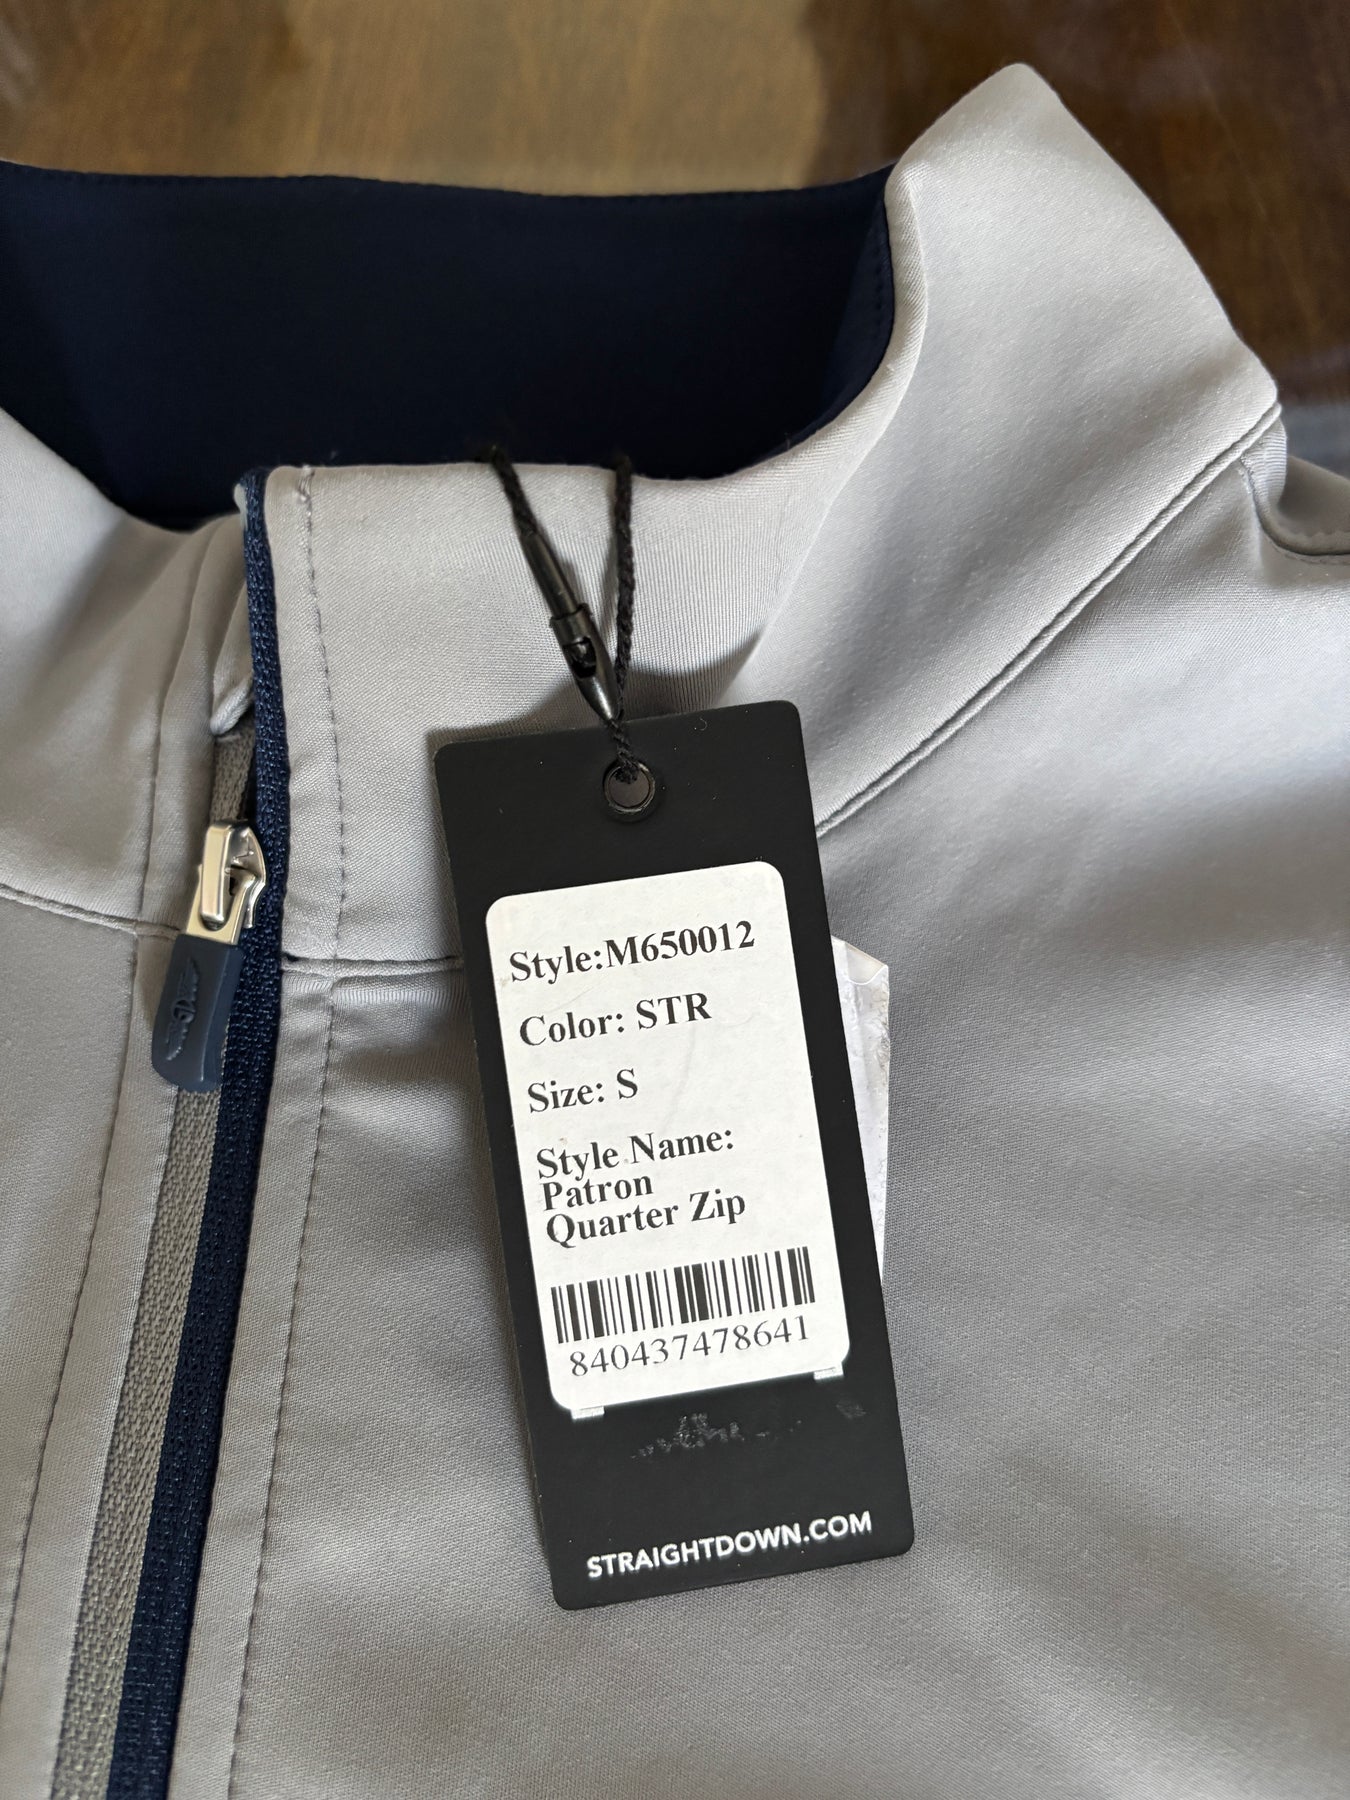 Style:M650012
Color: STR
Size: S
Style Name:
Patron
Quarter Zip
840437478641
STRAIGHTDOWN.COM